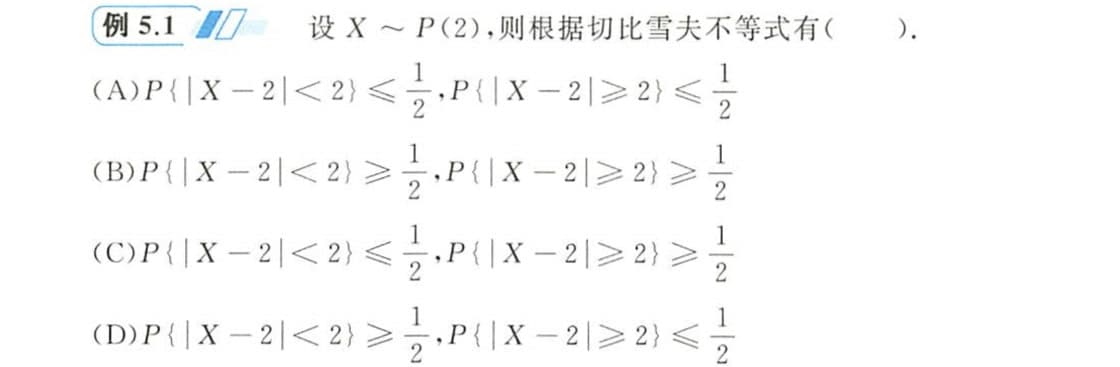 例 5.1 设 X ~ P(2),则根据切比雪夫不等式有( ).
(A)P{|X-2|<2}≤1/2,P{|X-2|≥2}≤1/2
(B)P{|X-2|<2}≥1/2,P{|X-2|≥2}≥1/2
(C)P{|X-2|<2}≤1/2,P{|X-2|≥2}≥1/2
(D)P{|X-2|<2}≥1/2,P{|X-2|≥2}≤1/2